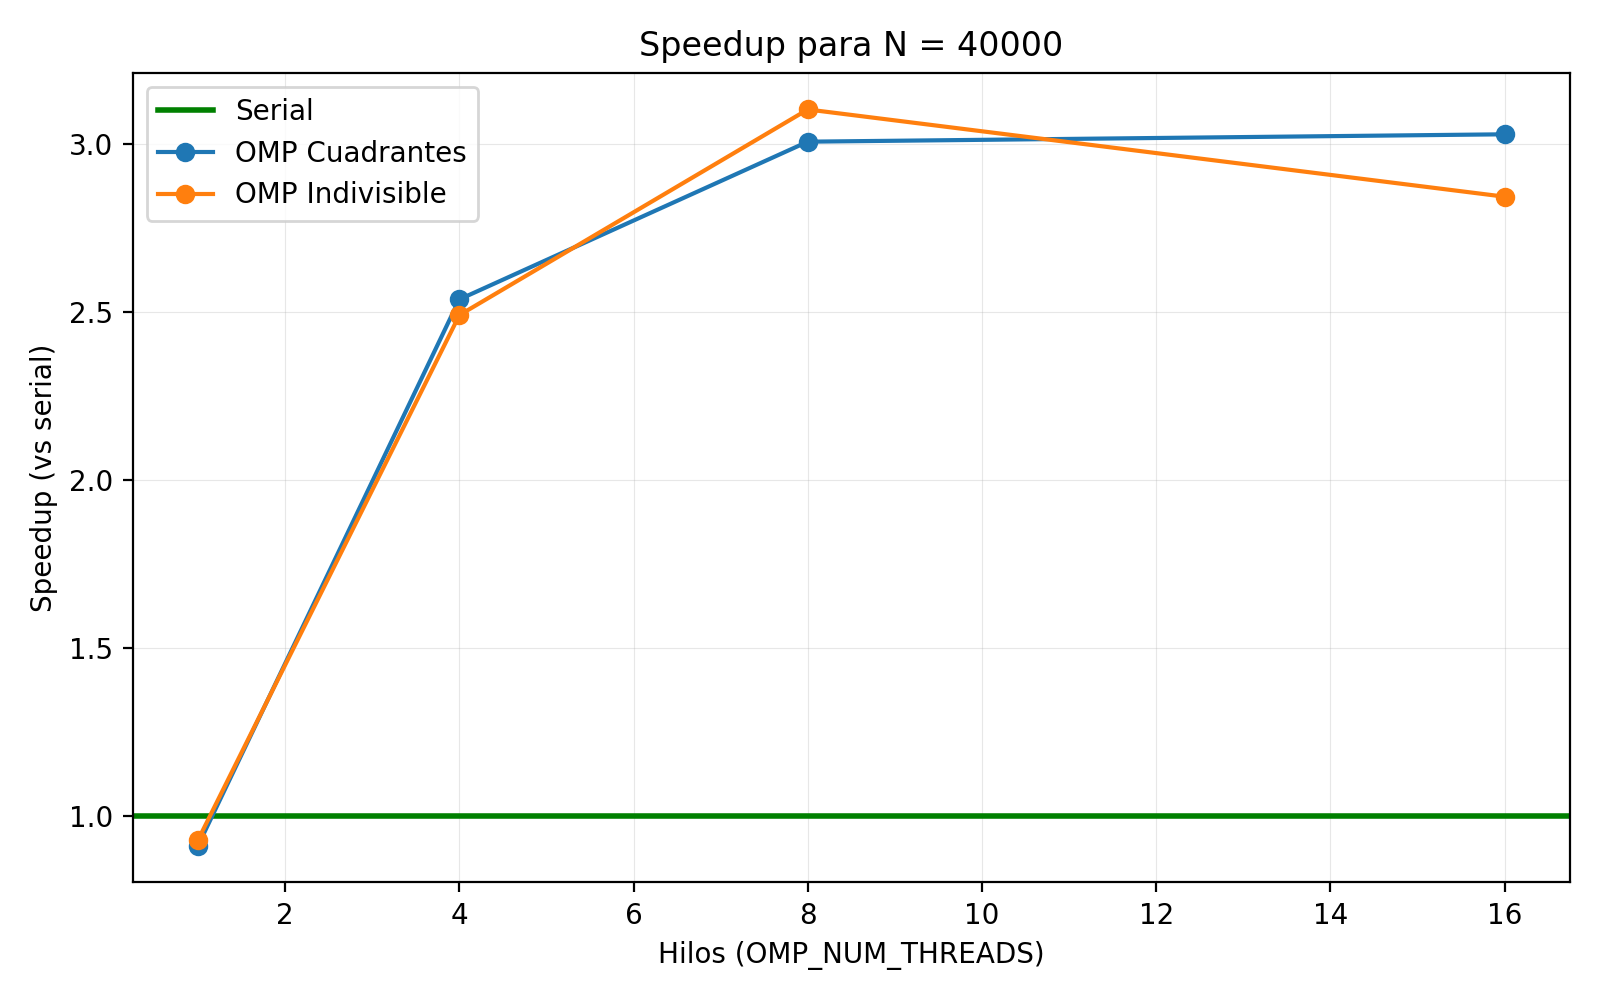 Speedup para N = 40000
Serial
OMP Cuadrantes
OMP Indivisible
3.0
2.5
2.0
1.5
1.0
Speedup (vs serial)
2 4 6 8 10 12 14 16
Hilos (OMP_NUM_THREADS)